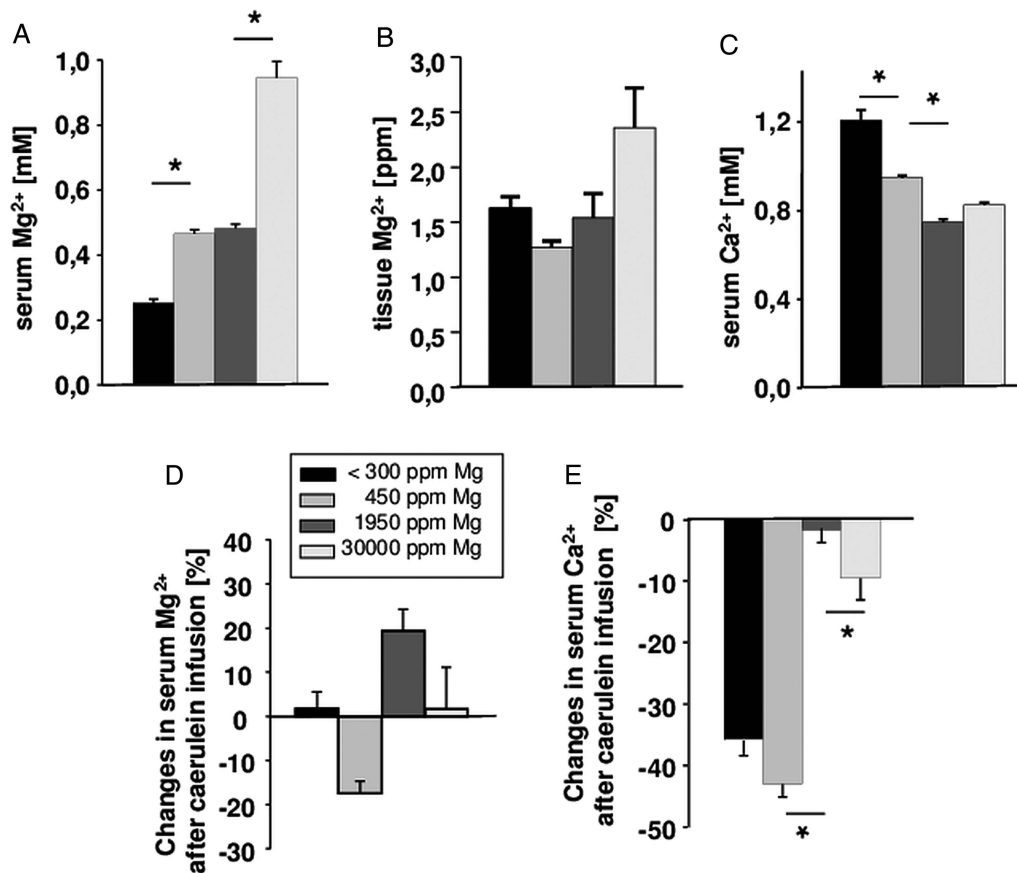 A
serum Mg2+ [mM]
1,0
0,8
0,6
0,4
0,2
0,0
*
*
B
tissue Mg2+ [ppm]
3,0
2,5
2,0
1,5
1,0
0,5
0,0
C
serum Ca2+ [mM]
1,2
0,8
0,4
0,0
*
*
D
< 300 ppm Mg
450 ppm Mg
1950 ppm Mg
30000 ppm Mg
Changes in serum Mg2+
after caerulein infusion [%]
40
30
20
10
0
-10
-20
-30
E
Changes in serum Ca2+
after caerulein infusion [%]
0
-10
-20
-30
-40
-50
*
*